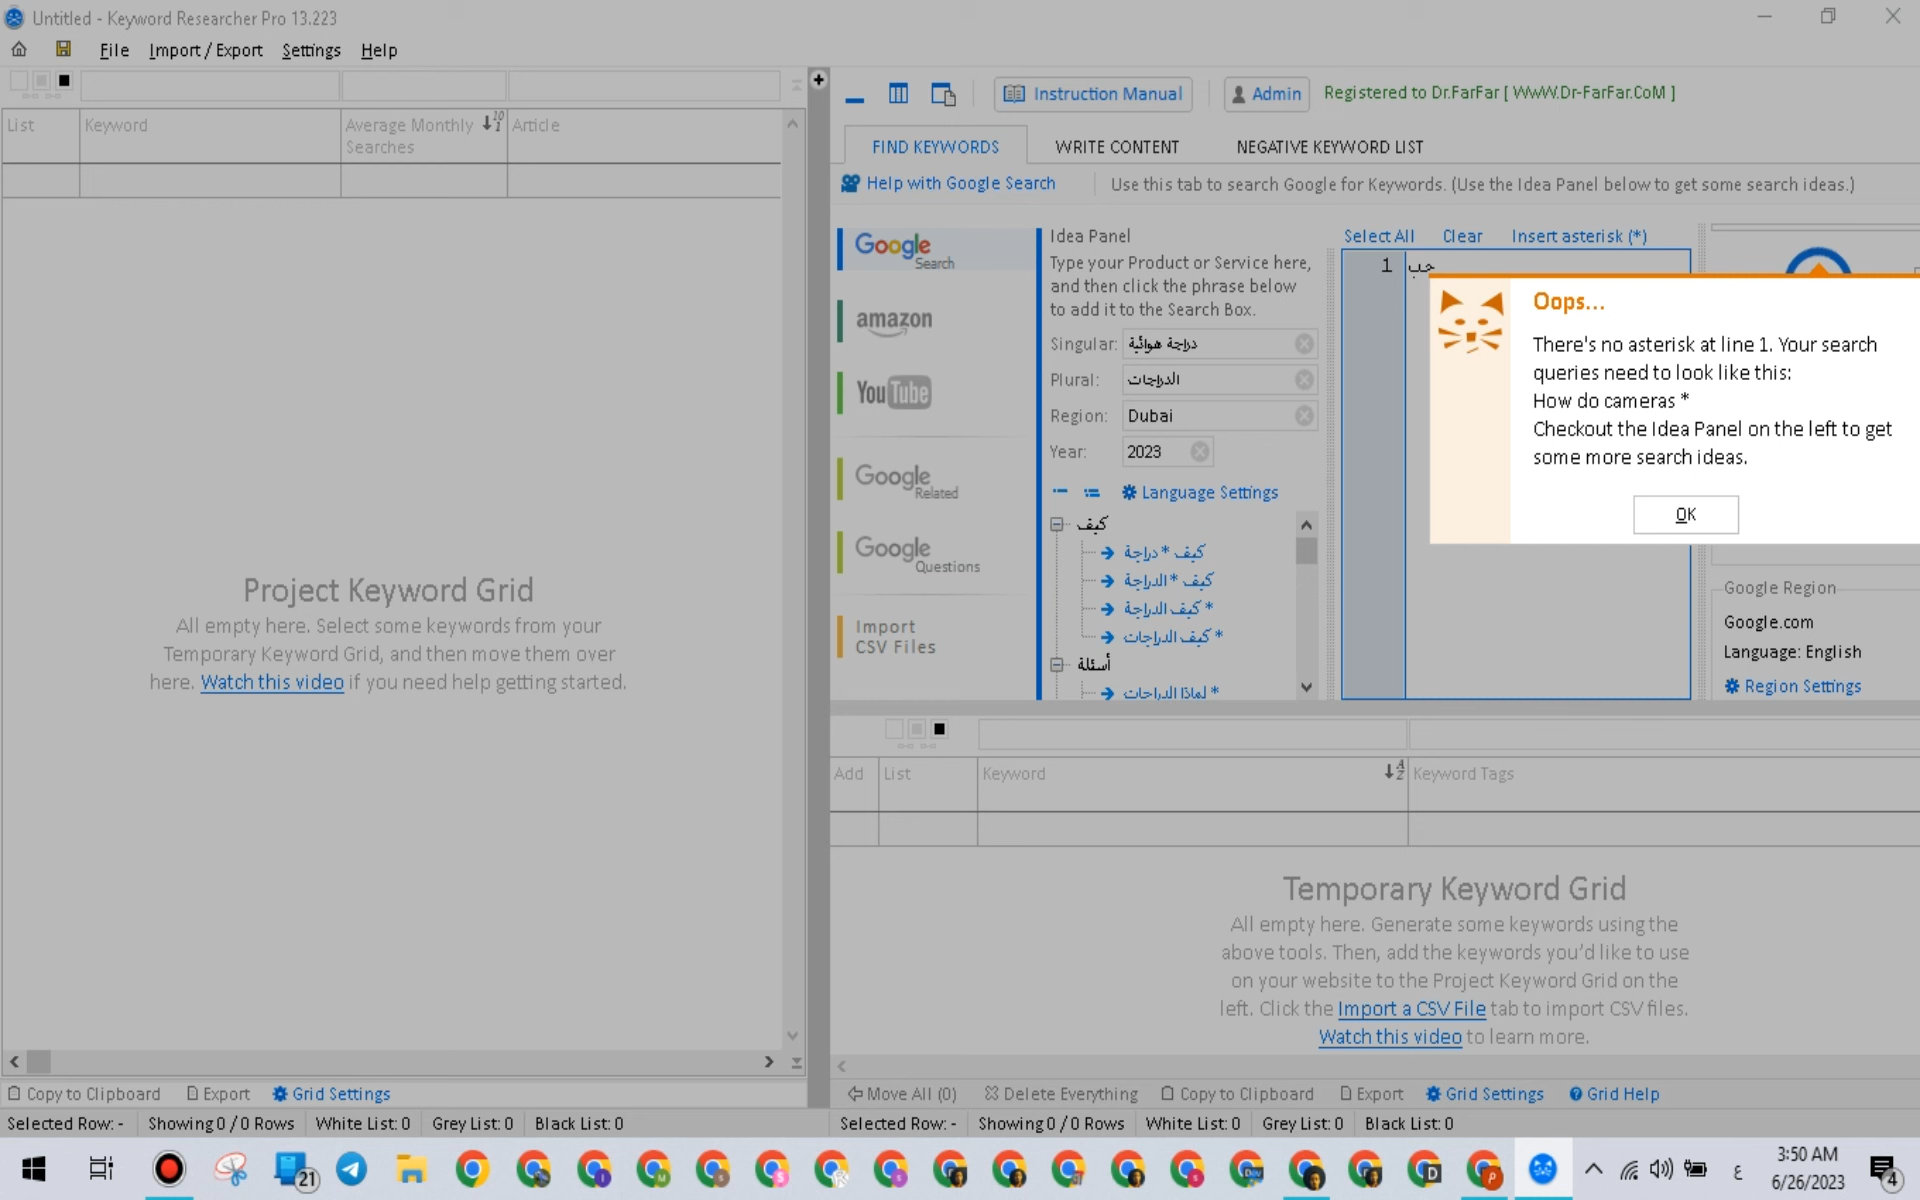 Untitled - Keyword Researcher Pro 13.223
File Import / Export Settings Help
List Keyword Average Monthly Searches Article
Project Keyword Grid
All empty here. Select some keywords from your
Temporary Keyword Grid, and then move them over
here. Watch this video if you need help getting started.
Copy to Clipboard Export Grid Settings
Selected Row: - Showing 0 / 0 Rows White List: 0 Grey List: 0 Black List: 0
Instruction Manual Admin Registered to Dr.FarFar [ WwW.Dr-FarFar.CoM ]
FIND KEYWORDS WRITE CONTENT NEGATIVE KEYWORD LIST
Help with Google Search Use this tab to search Google for Keywords. (Use the Idea Panel below to get some search ideas.)
Google Search
amazon
YouTube
Google Related
Google Questions
Import
CSV Files
Idea Panel
Type your Product or Service here,
and then click the phrase below
to add it to the Search Box.
Singular: دراجة هوائية
Plural: الدراجات
Region: Dubai
Year: 2023
Language Settings
كيف
كيف * دراجة
كيف * الدراجة
كيف الدراجة *
كيف الدراجات *
أسئلة
لماذا الدراجات *
Select All Clear Insert asterisk (*)
1 حب
Oops...
There's no asterisk at line 1. Your search
queries need to look like this:
How do cameras *
Checkout the Idea Panel on the left to get
some more search ideas.
OK
Google Region
Google.com
Language: English
Region Settings
Add List Keyword Keyword Tags
Temporary Keyword Grid
All empty here. Generate some keywords using the
above tools. Then, add the keywords you'd like to use
on your website to the Project Keyword Grid on the
left. Click the Import a CSV File tab to import CSV files.
Watch this video to learn more.
Move All (0) Delete Everything Copy to Clipboard Export Grid Settings Grid Help
Selected Row: - Showing 0 / 0 Rows White List: 0 Grey List: 0 Black List: 0
21
ع
3:50 AM
6/26/2023
4